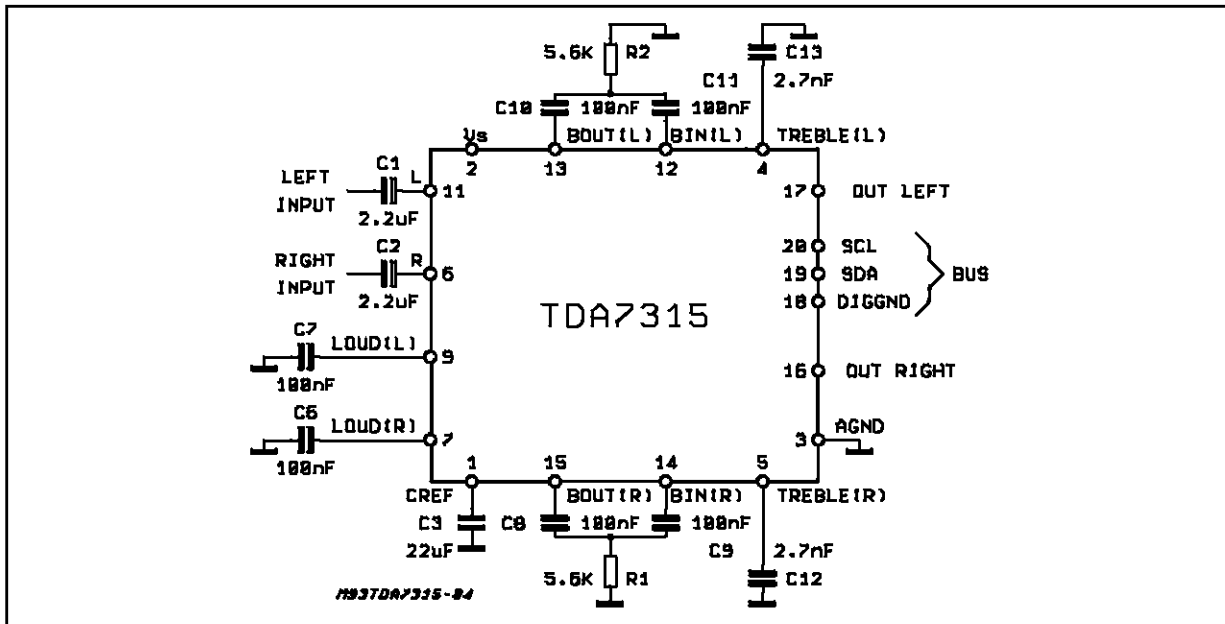 5.6K R2
C13
C11 2.7nF
C10 100nF 100nF
Vs BOUT(L) BIN(L) TREBLE(L)
2 13 12 4
C1 L
LEFT INPUT
11
2.2uF
17 OUT LEFT
C2 R
RIGHT INPUT
6
2.2uF
20 SCL
19 SDA
18 DIGGND
BUS
TDA7315
C7 LOUD(L)
9
100nF
16 OUT RIGHT
C6 LOUD(R)
7
100nF
AGND
3
1 15 14 5
CREF BOUT(R) BIN(R) TREBLE(R)
C3 C8 100nF 100nF
22uF
C9 2.7nF
5.6K R1
C12
M93TDA7315-04